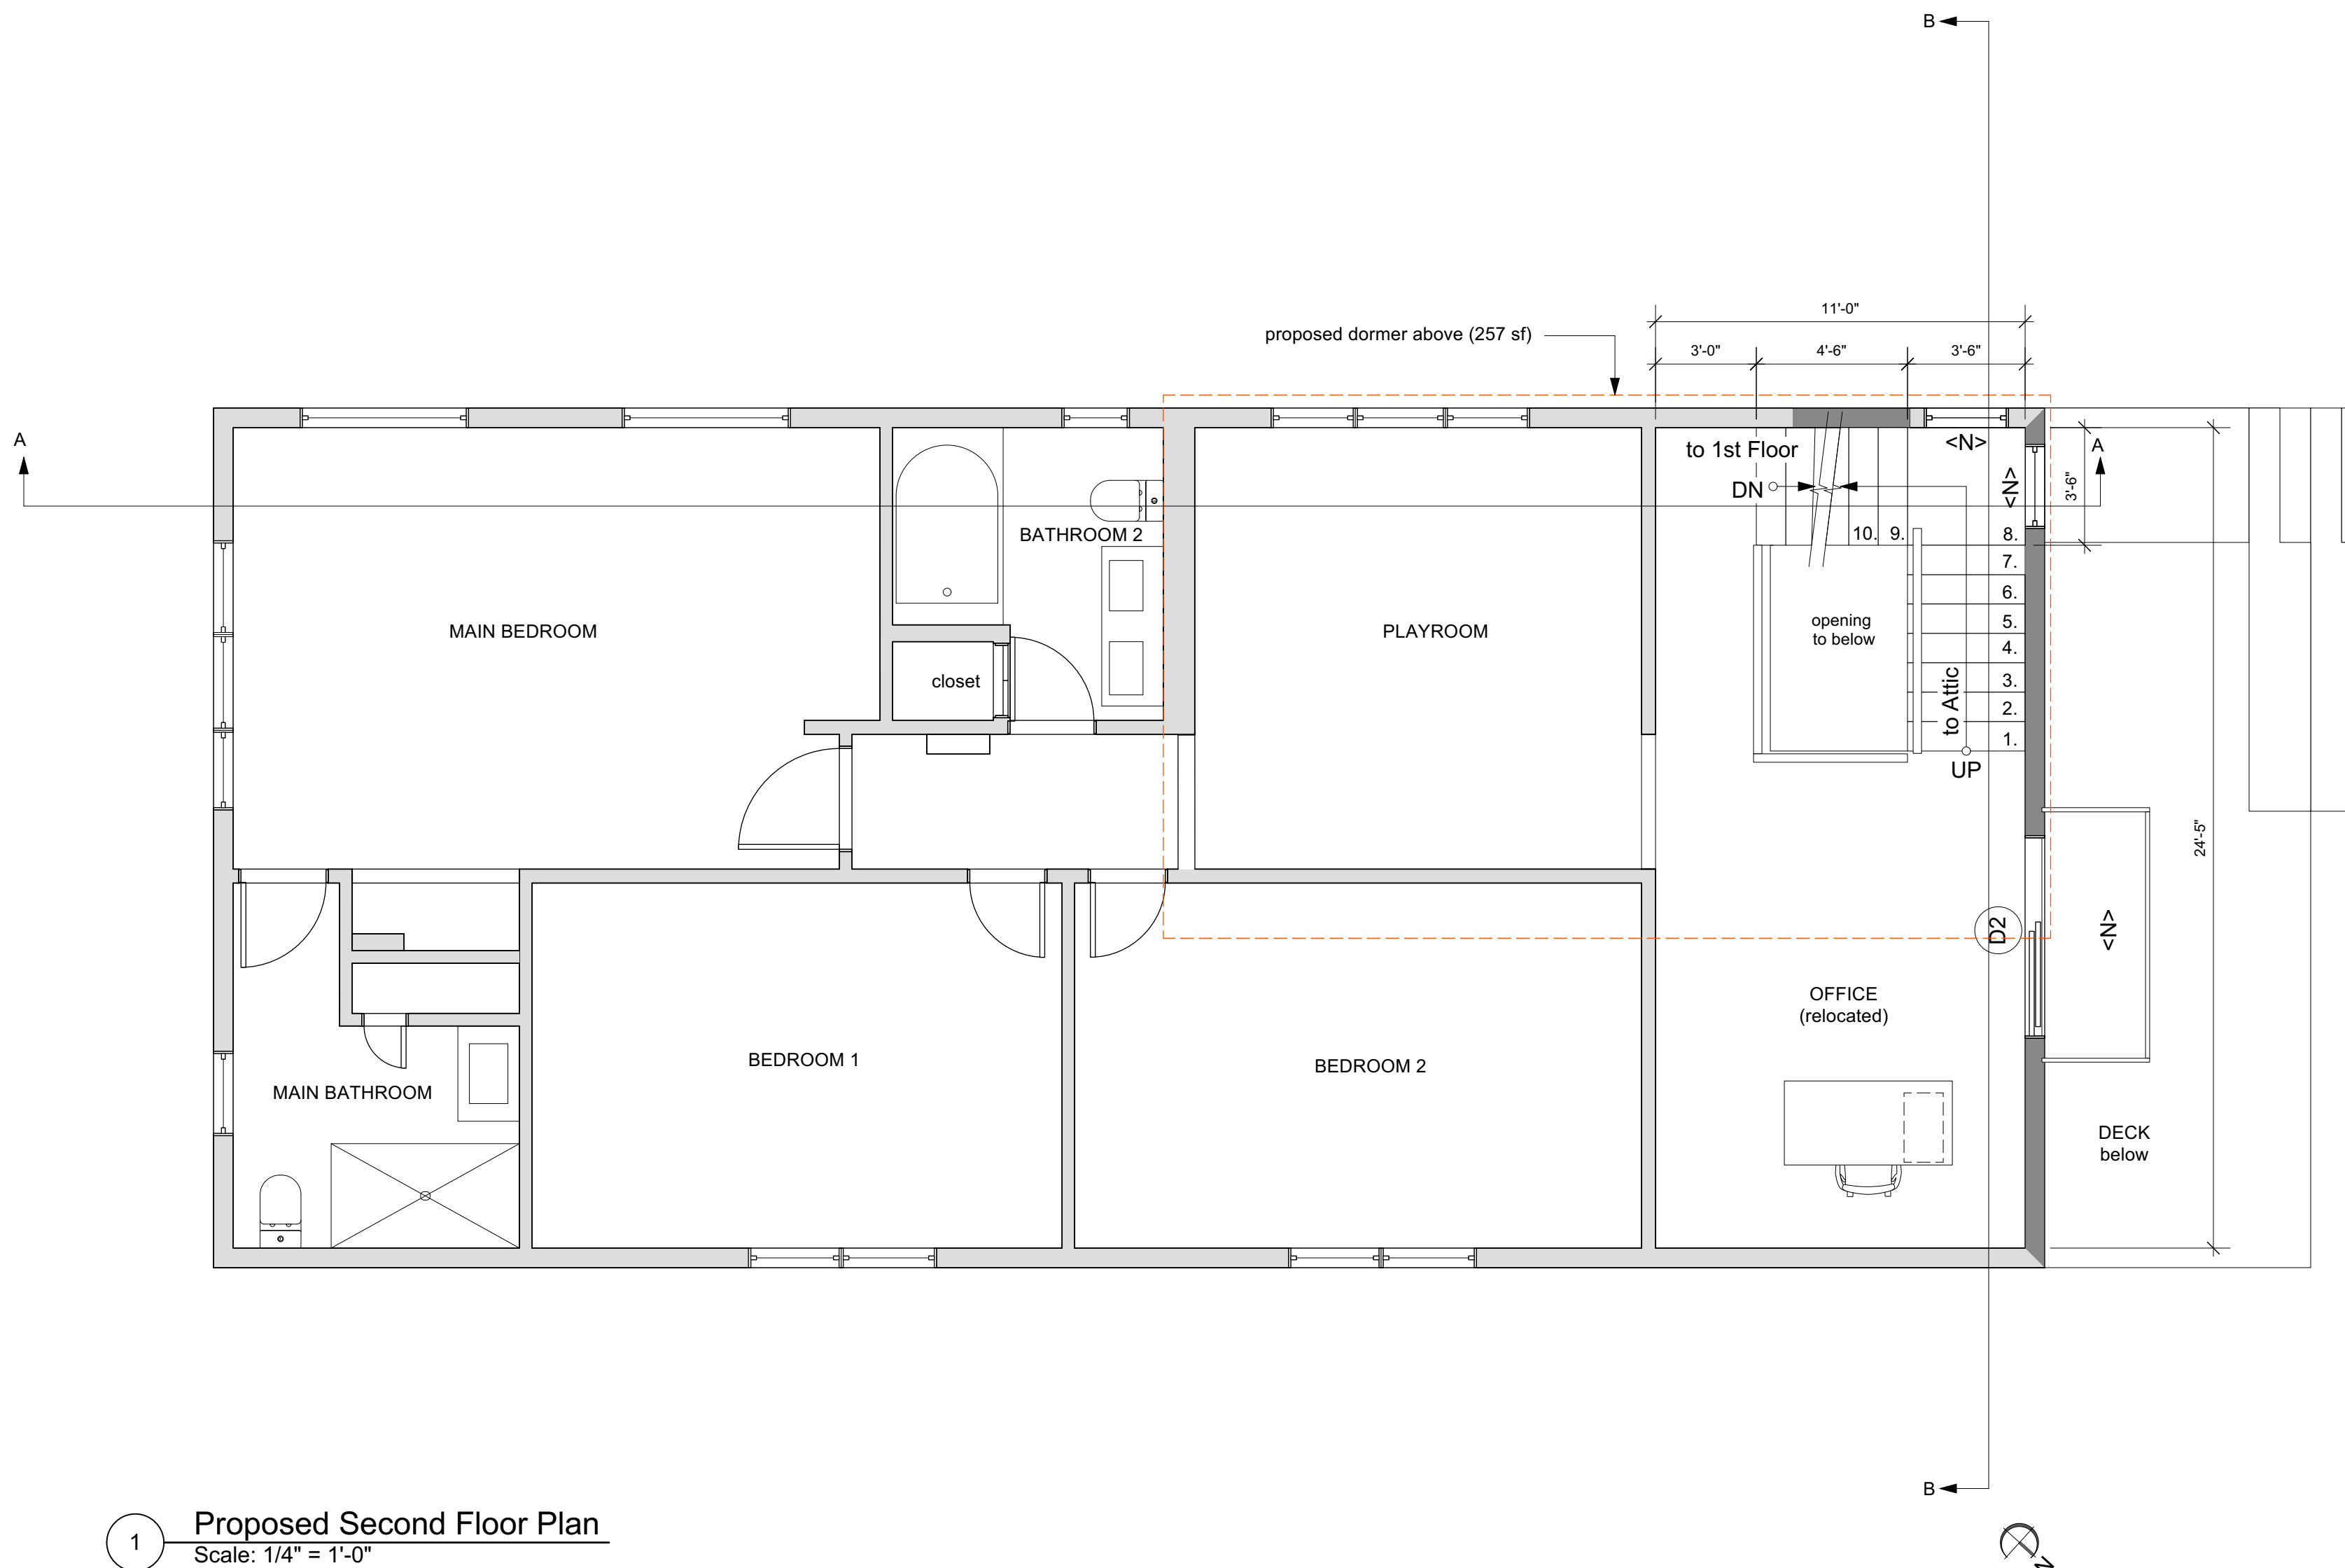 B
11'-0"
proposed dormer above (257 sf)
3'-0"
4'-6"
3'-6"
A
to 1st Floor
<N>
A
<N>
3'-6"
DN
BATHROOM 2
10.
9.
8.
7.
6.
5.
4.
3.
2.
1.
MAIN BEDROOM
PLAYROOM
opening
to below
closet
to Attic
UP
24'-5"
D2
<N>
OFFICE
(relocated)
BEDROOM 1
BEDROOM 2
MAIN BATHROOM
DECK
below
B
1
Proposed Second Floor Plan
Scale: 1/4" = 1'-0"
N